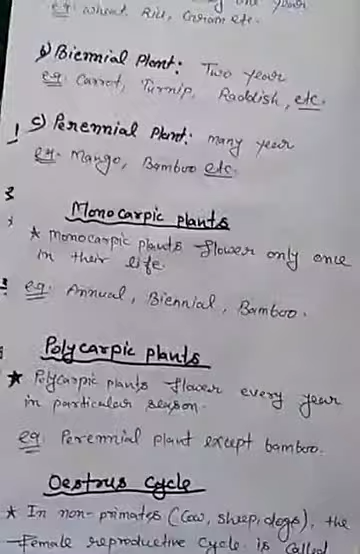 one year
eg. wheat, Rice, Gram etc.
b) Biennial Plant: Two year
eg. Carrot, Turnip, Raddish, etc.
c) Perennial Plant: many year
eg. Mango, Bamboo etc.
Monocarpic plants
* Monocarpic plants flower only once
in their life.
eg: Annual, Biennial, Bamboo.
Polycarpic plants
* Polycarpic plants flower every year
in particular season.
eg: Perennial plant except bamboo.
Oestrus Cycle
* In non-primates (Cow, sheep, dogs), the
female reproductive cycle is called